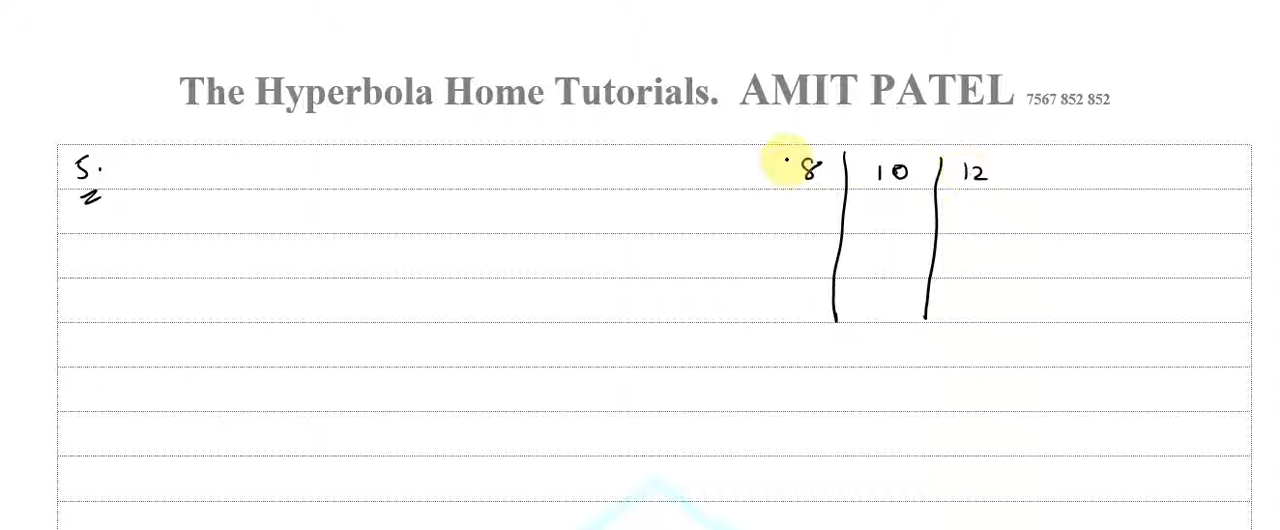 The Hyperbola Home Tutorials. AMIT PATEL 7567 852 852
5. 8 | 10 | 12